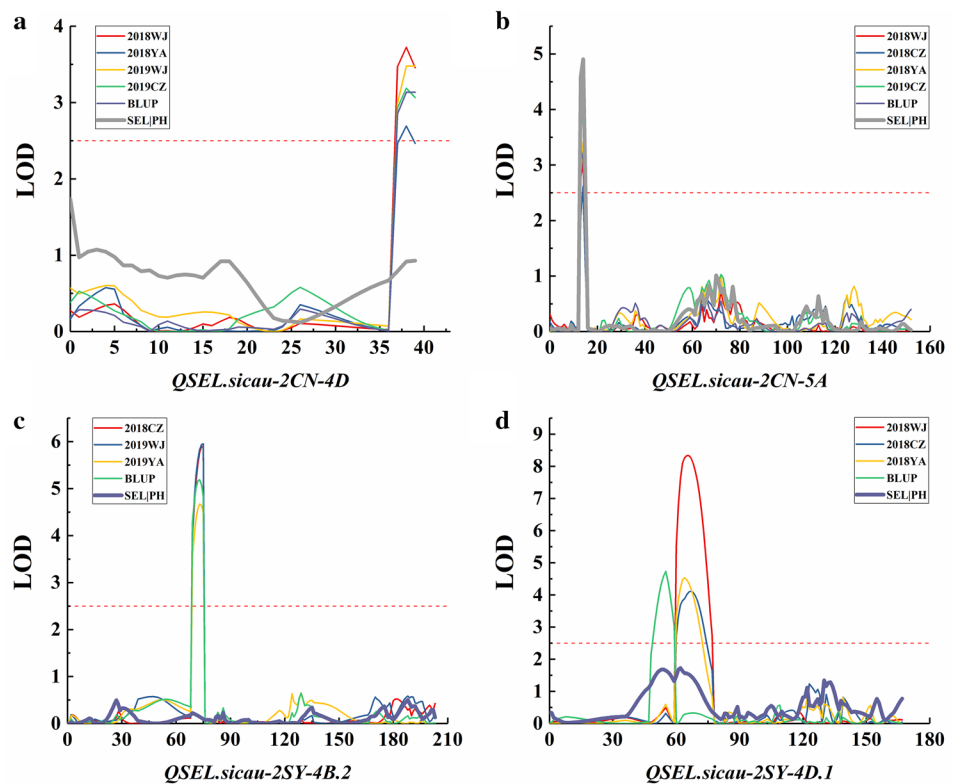 a
4
3
2
1
0
LOD
2018WJ
2018YA
2019WJ
2019CZ
BLUP
SEL|PH
0 5 10 15 20 25 30 35 40
QSEL.sicau-2CN-4D
b
5
4
3
2
1
0
LOD
2018WJ
2018CZ
2018YA
2019CZ
BLUP
SEL|PH
0 20 40 60 80 100 120 140 160
QSEL.sicau-2CN-5A
c
6
5
4
3
2
1
0
LOD
2018CZ
2019WJ
2019YA
BLUP
SEL|PH
0 30 60 90 120 150 180 210
QSEL.sicau-2SY-4B.2
d
9
8
7
6
5
4
3
2
1
0
LOD
2018WJ
2018CZ
2018YA
BLUP
SEL|PH
0 30 60 90 120 150 180
QSEL.sicau-2SY-4D.1